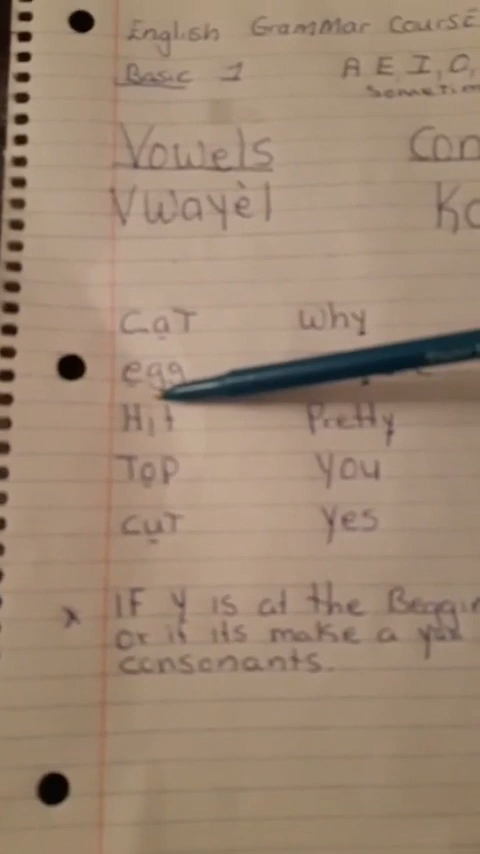 English Grammar Course
Basic 1 A E, I, O,
Vowels Con
Vwayèl Ko
CaT Why
egg
Hit Pretty
Top You
CuT Yes
* IF Y is at the Beggin
or if its make a
consonants.